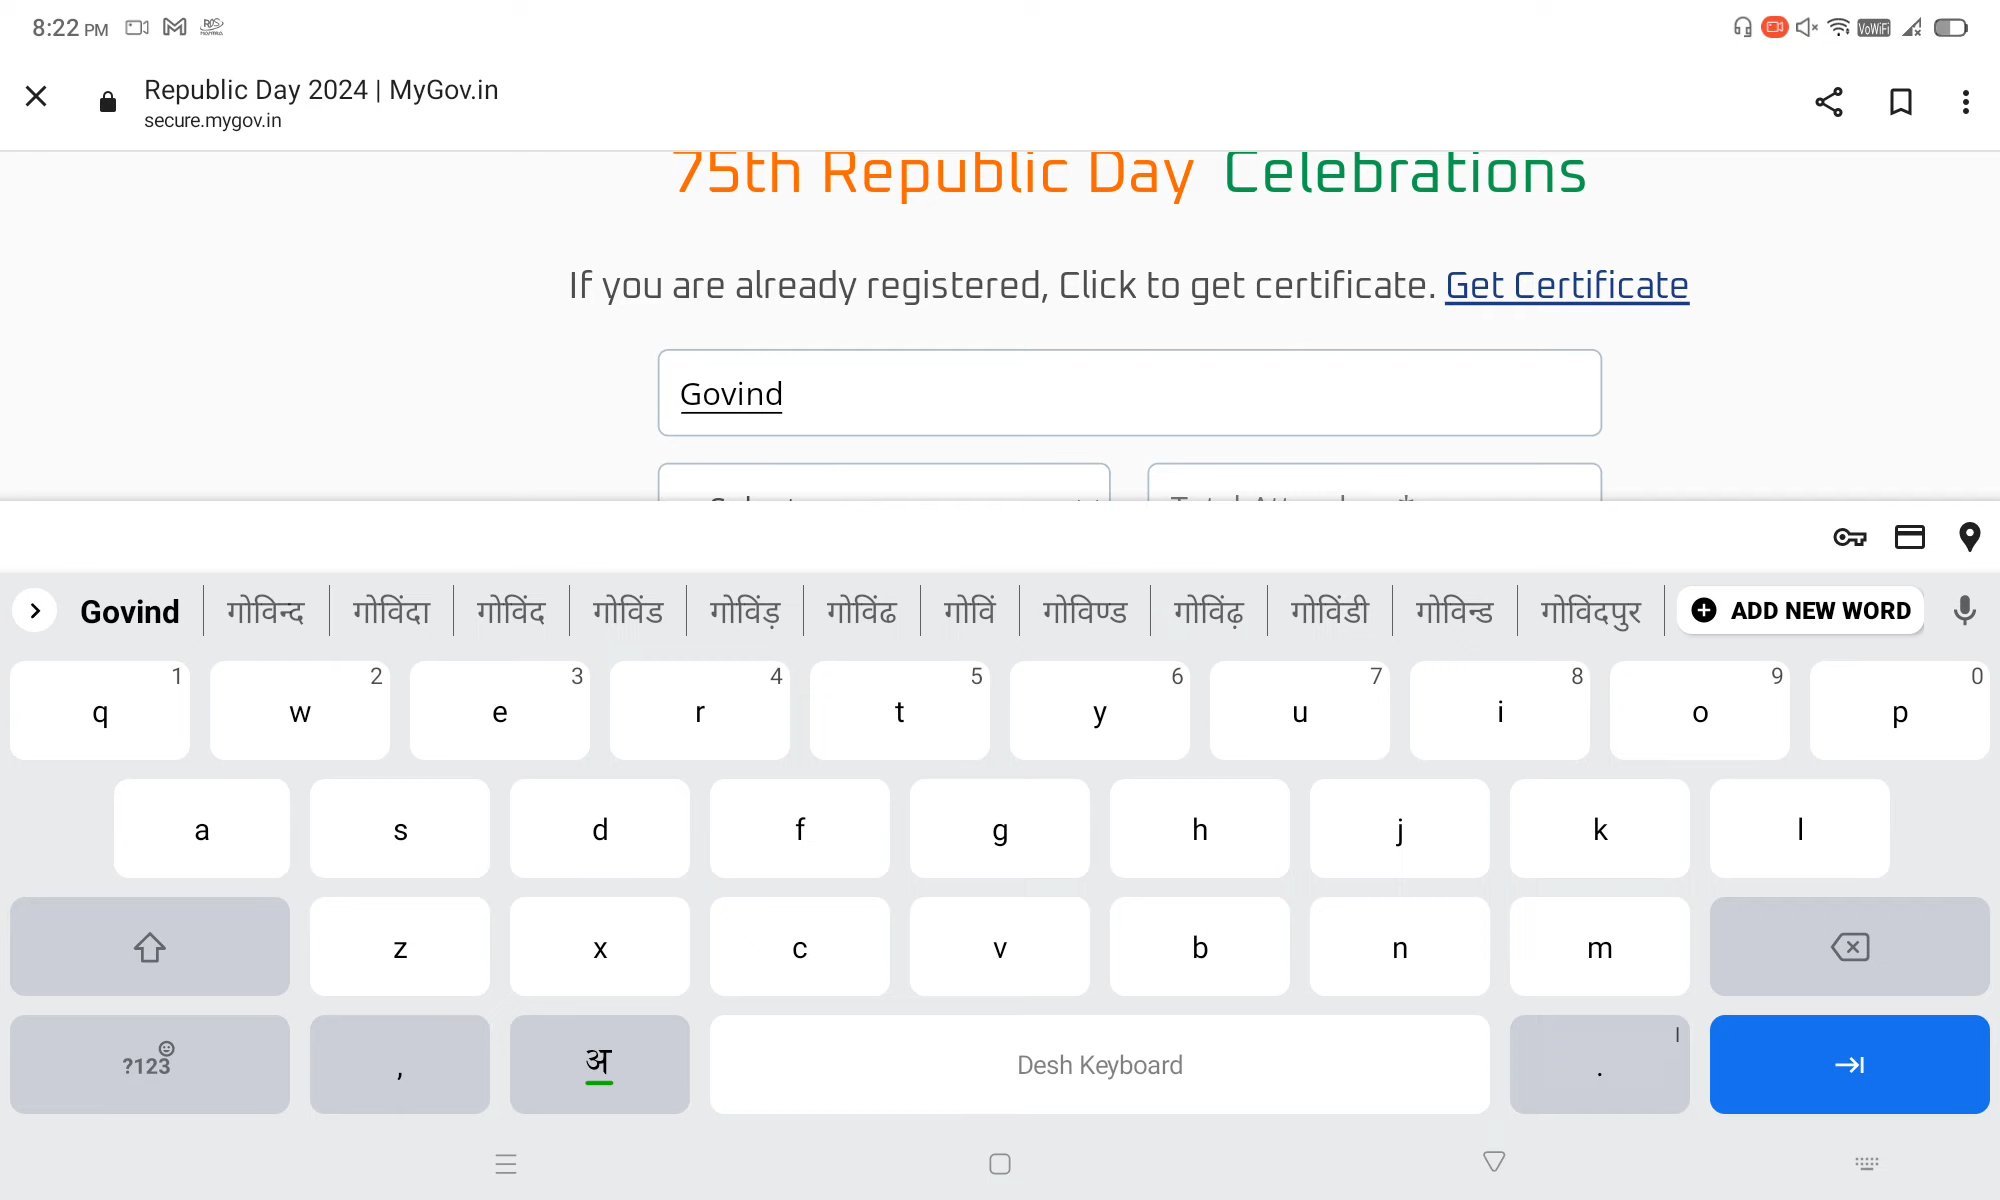 8:22 PM
VoWiFi
Republic Day 2024 | MyGov.in
secure.mygov.in
75th Republic Day Celebrations
If you are already registered, Click to get certificate. Get Certificate
Govind
Govind गोविन्द गोविंदा गोविंद गोविंड गोविंड़ गोविंढ गोविं गोविण्ड गोविंढ़ गोविंडी गोविन्ड गोविंदपुर ADD NEW WORD
q 1 w 2 e 3 r 4 t 5 y 6 u 7 i 8 o 9 p 0
a s d f g h j k l
z x c v b n m
?123 , अ Desh Keyboard . |